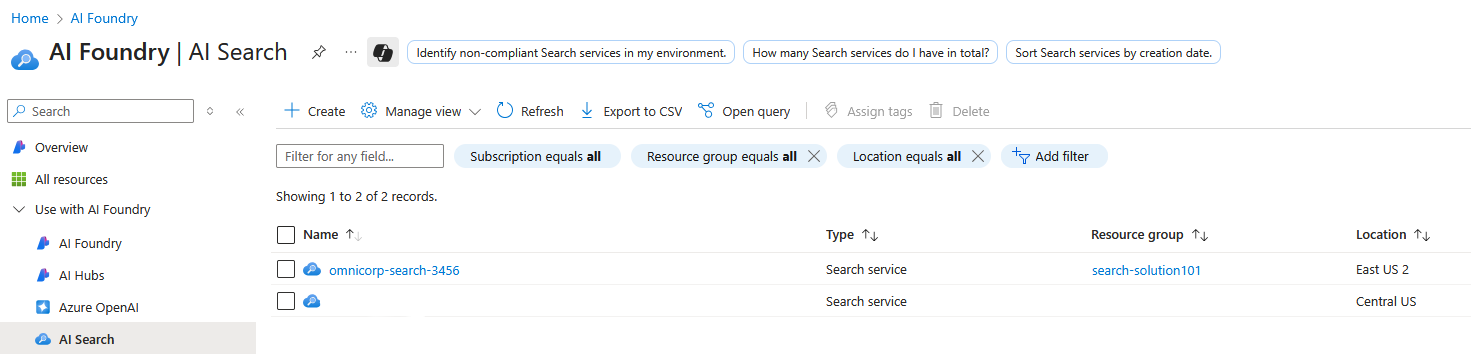 Home > AI Foundry
AI Foundry | AI Search ... Identify non-compliant Search services in my environment. How many Search services do I have in total? Sort Search services by creation date.
Search «
+ Create Manage view Refresh Export to CSV Open query Assign tags Delete
Overview
All resources
Use with AI Foundry
AI Foundry
AI Hubs
Azure OpenAI
AI Search
Filter for any field... Subscription equals all Resource group equals all Location equals all Add filter
Showing 1 to 2 of 2 records.
Name Type Resource group Location
omnicorp-search-3456 Search service search-solution101 East US 2
Search service Central US